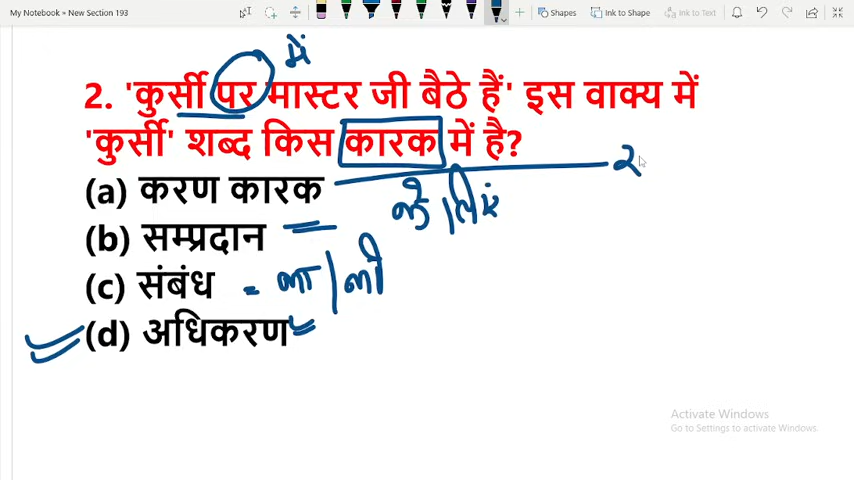 My Notebook » New Section 193
Shapes
Ink to Shape
Ink to Text
में
2. 'कुर्सी पर मास्टर जी बैठे हैं' इस वाक्य में
'कुर्सी' शब्द किस कारक में है?
(a) करण कारक
के लिए
(b) सम्प्रदान
(c) संबंध = का/की
(d) अधिकरण
Activate Windows
Go to Settings to activate Windows.